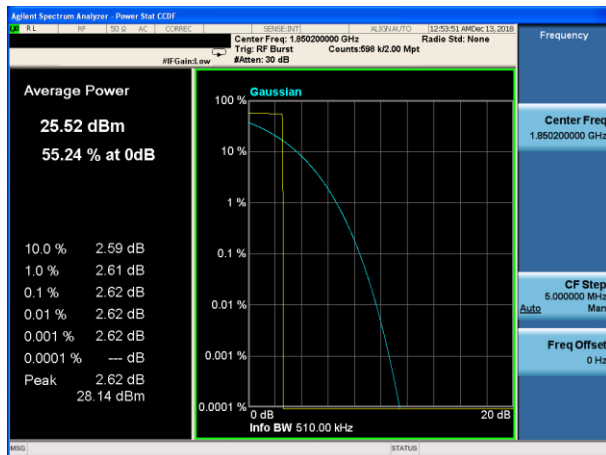 Agilent Spectrum Analyzer - Power Stat CCDF
R L RF 50 Ω AC CORREC SENSE:INT ALIGN AUTO 12:53:51 AM Dec 13, 2018
Center Freq: 1.850200000 GHz Radio Std: None
Trig: RF Burst Counts:598 k/2.00 Mpt
#IFGain:Low #Atten: 30 dB
Frequency
Average Power
25.52 dBm
55.24 % at 0dB
10.0 % 2.59 dB
1.0 % 2.61 dB
0.1 % 2.62 dB
0.01 % 2.62 dB
0.001 % 2.62 dB
0.0001 % --- dB
Peak 2.62 dB
28.14 dBm
Gaussian
100 %
10 %
1 %
0.1 %
0.01 %
0.001 %
0.0001 %
0 dB 20 dB
Info BW 510.00 kHz
Center Freq
1.850200000 GHz
CF Step
5.000000 MHz
Auto Man
Freq Offset
0 Hz
MSG STATUS